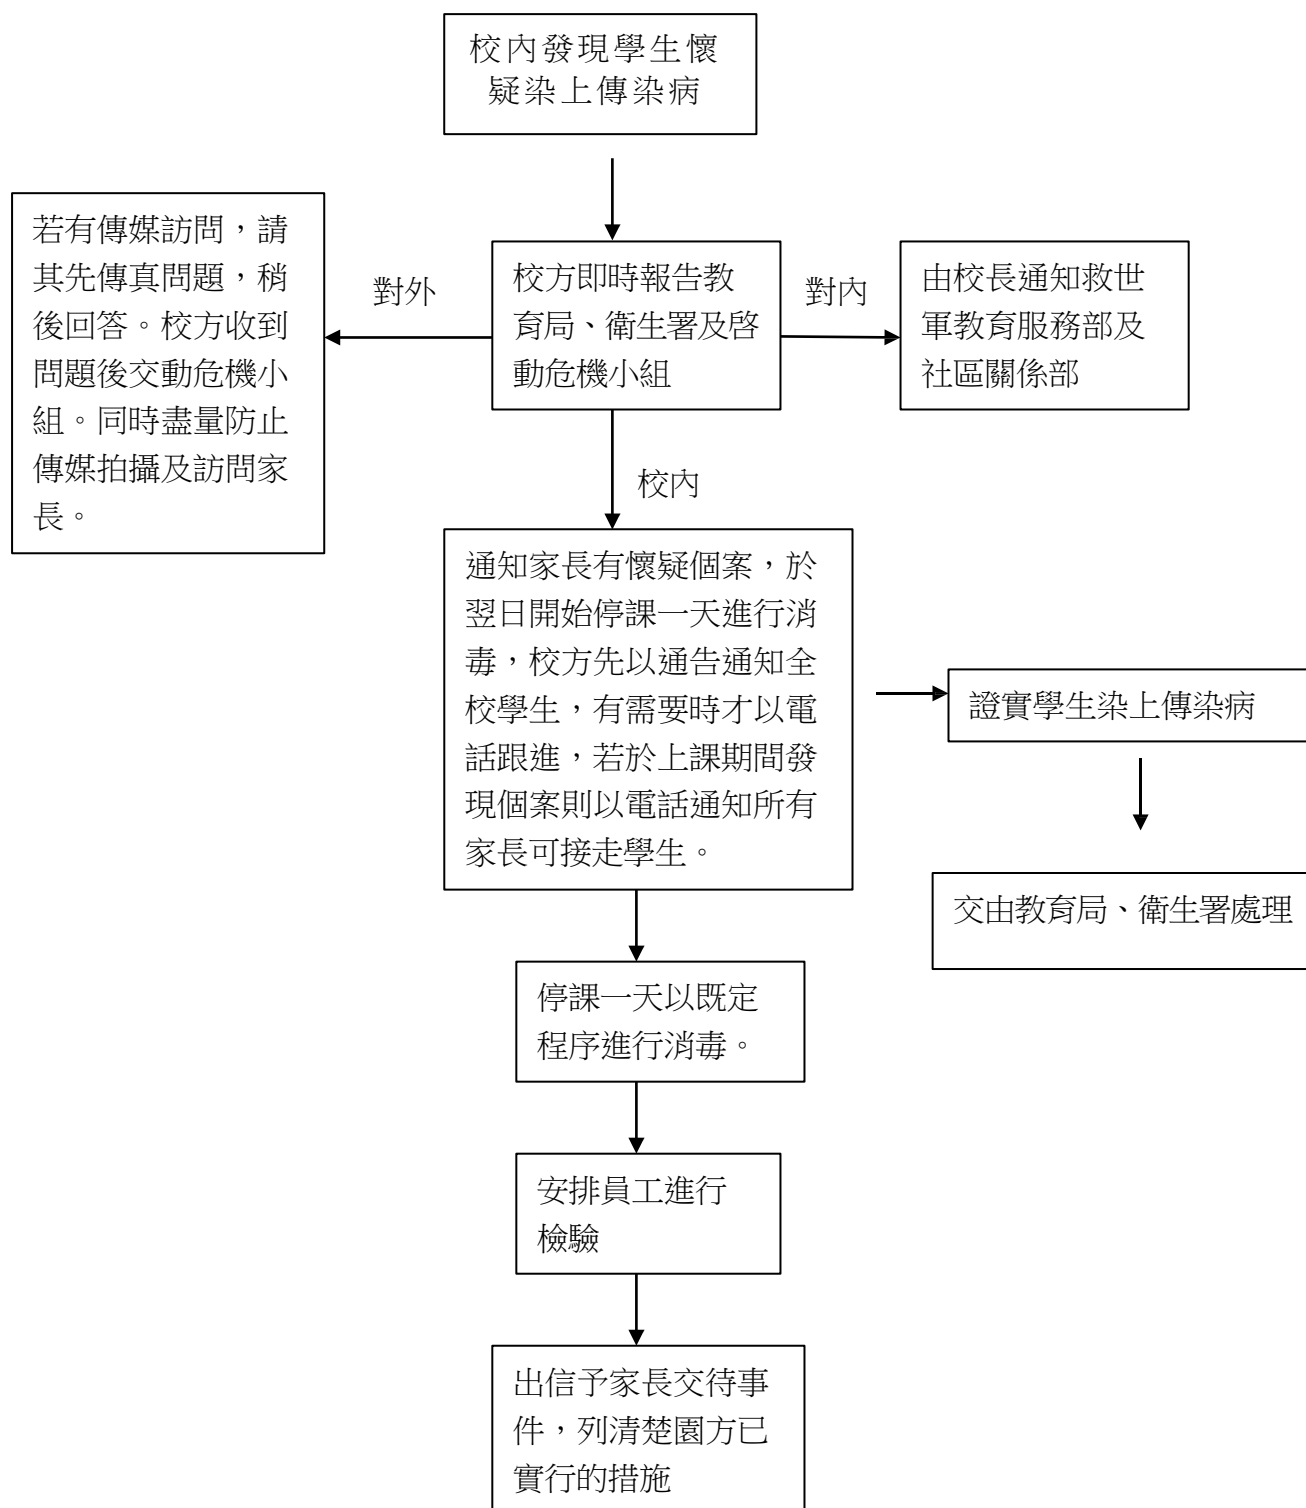 校內發現學生懷
疑染上傳染病
若有傳媒訪問，請
其先傳真問題，稍
後回答。校方收到
問題後交動危機小
組。同時盡量防止
傳媒拍攝及訪問家
長。
對外
校方即時報告教
育局、衛生署及啓
動危機小組
對內
由校長通知救世
軍教育服務部及
社區關係部
校內
通知家長有懷疑個案，於
翌日開始停課一天進行消
毒，校方先以通告通知全
校學生，有需要時才以電
話跟進，若於上課期間發
現個案則以電話通知所有
家長可接走學生。
證實學生染上傳染病
交由教育局、衛生署處理
停課一天以既定
程序進行消毒。
安排員工進行
檢驗
出信予家長交待事
件，列清楚園方已
實行的措施